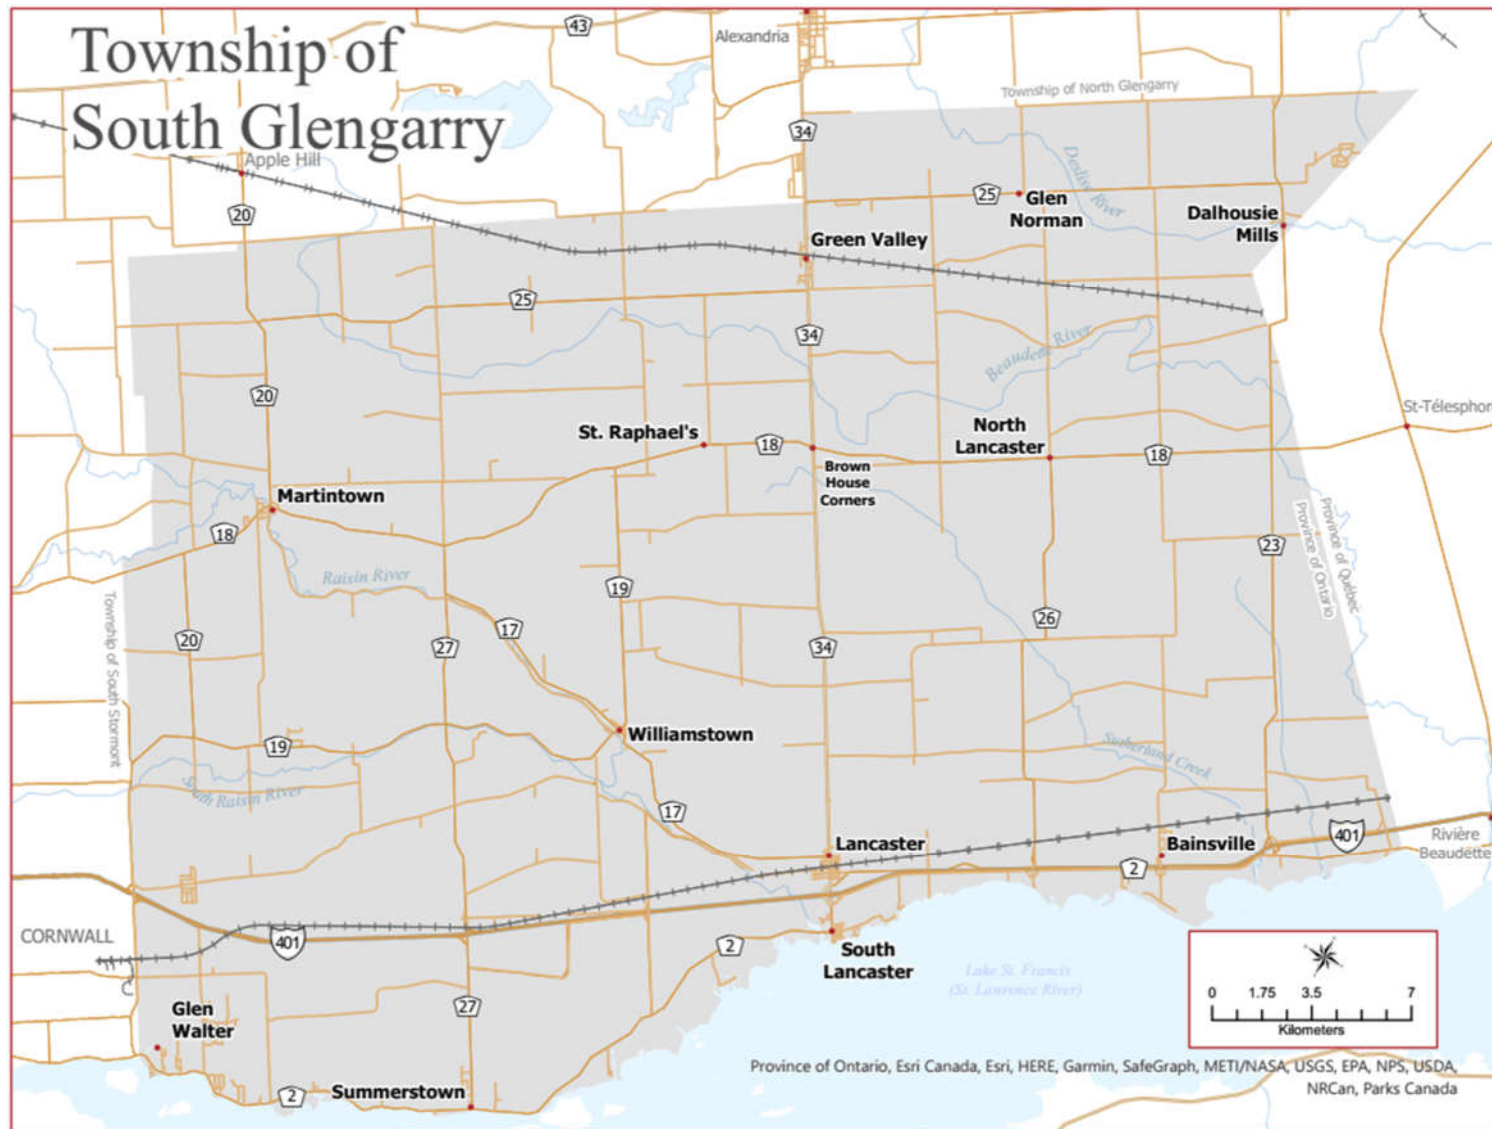 Township of
South Glengarry
43
Alexandria
Township of North Glengarry
34
Apple Hill
20
Deslise River
25
Glen
Norman
Dalhousie
Mills
Green Valley
25
34
Beaudette River
20
St-Télesphor
St. Raphael's
18
North
Lancaster
18
Brown
House
Corners
Martintown
18
Province of Québec
Province of Ontario
23
Raisin River
19
Township of South Stormont
20
17
27
34
26
19
Williamstown
Sutherland Creek
South Raisin River
17
Lancaster
Bainsville
401
Rivière
Beaudette
2
CORNWALL
401
2
South
Lancaster
Lake St. Francis
(St. Lawrence River)
Glen
Walter
27
0 1.75 3.5 7
Kilometers
Summerstown
2
Province of Ontario, Esri Canada, Esri, HERE, Garmin, SafeGraph, METI/NASA, USGS, EPA, NPS, USDA,
NRCan, Parks Canada